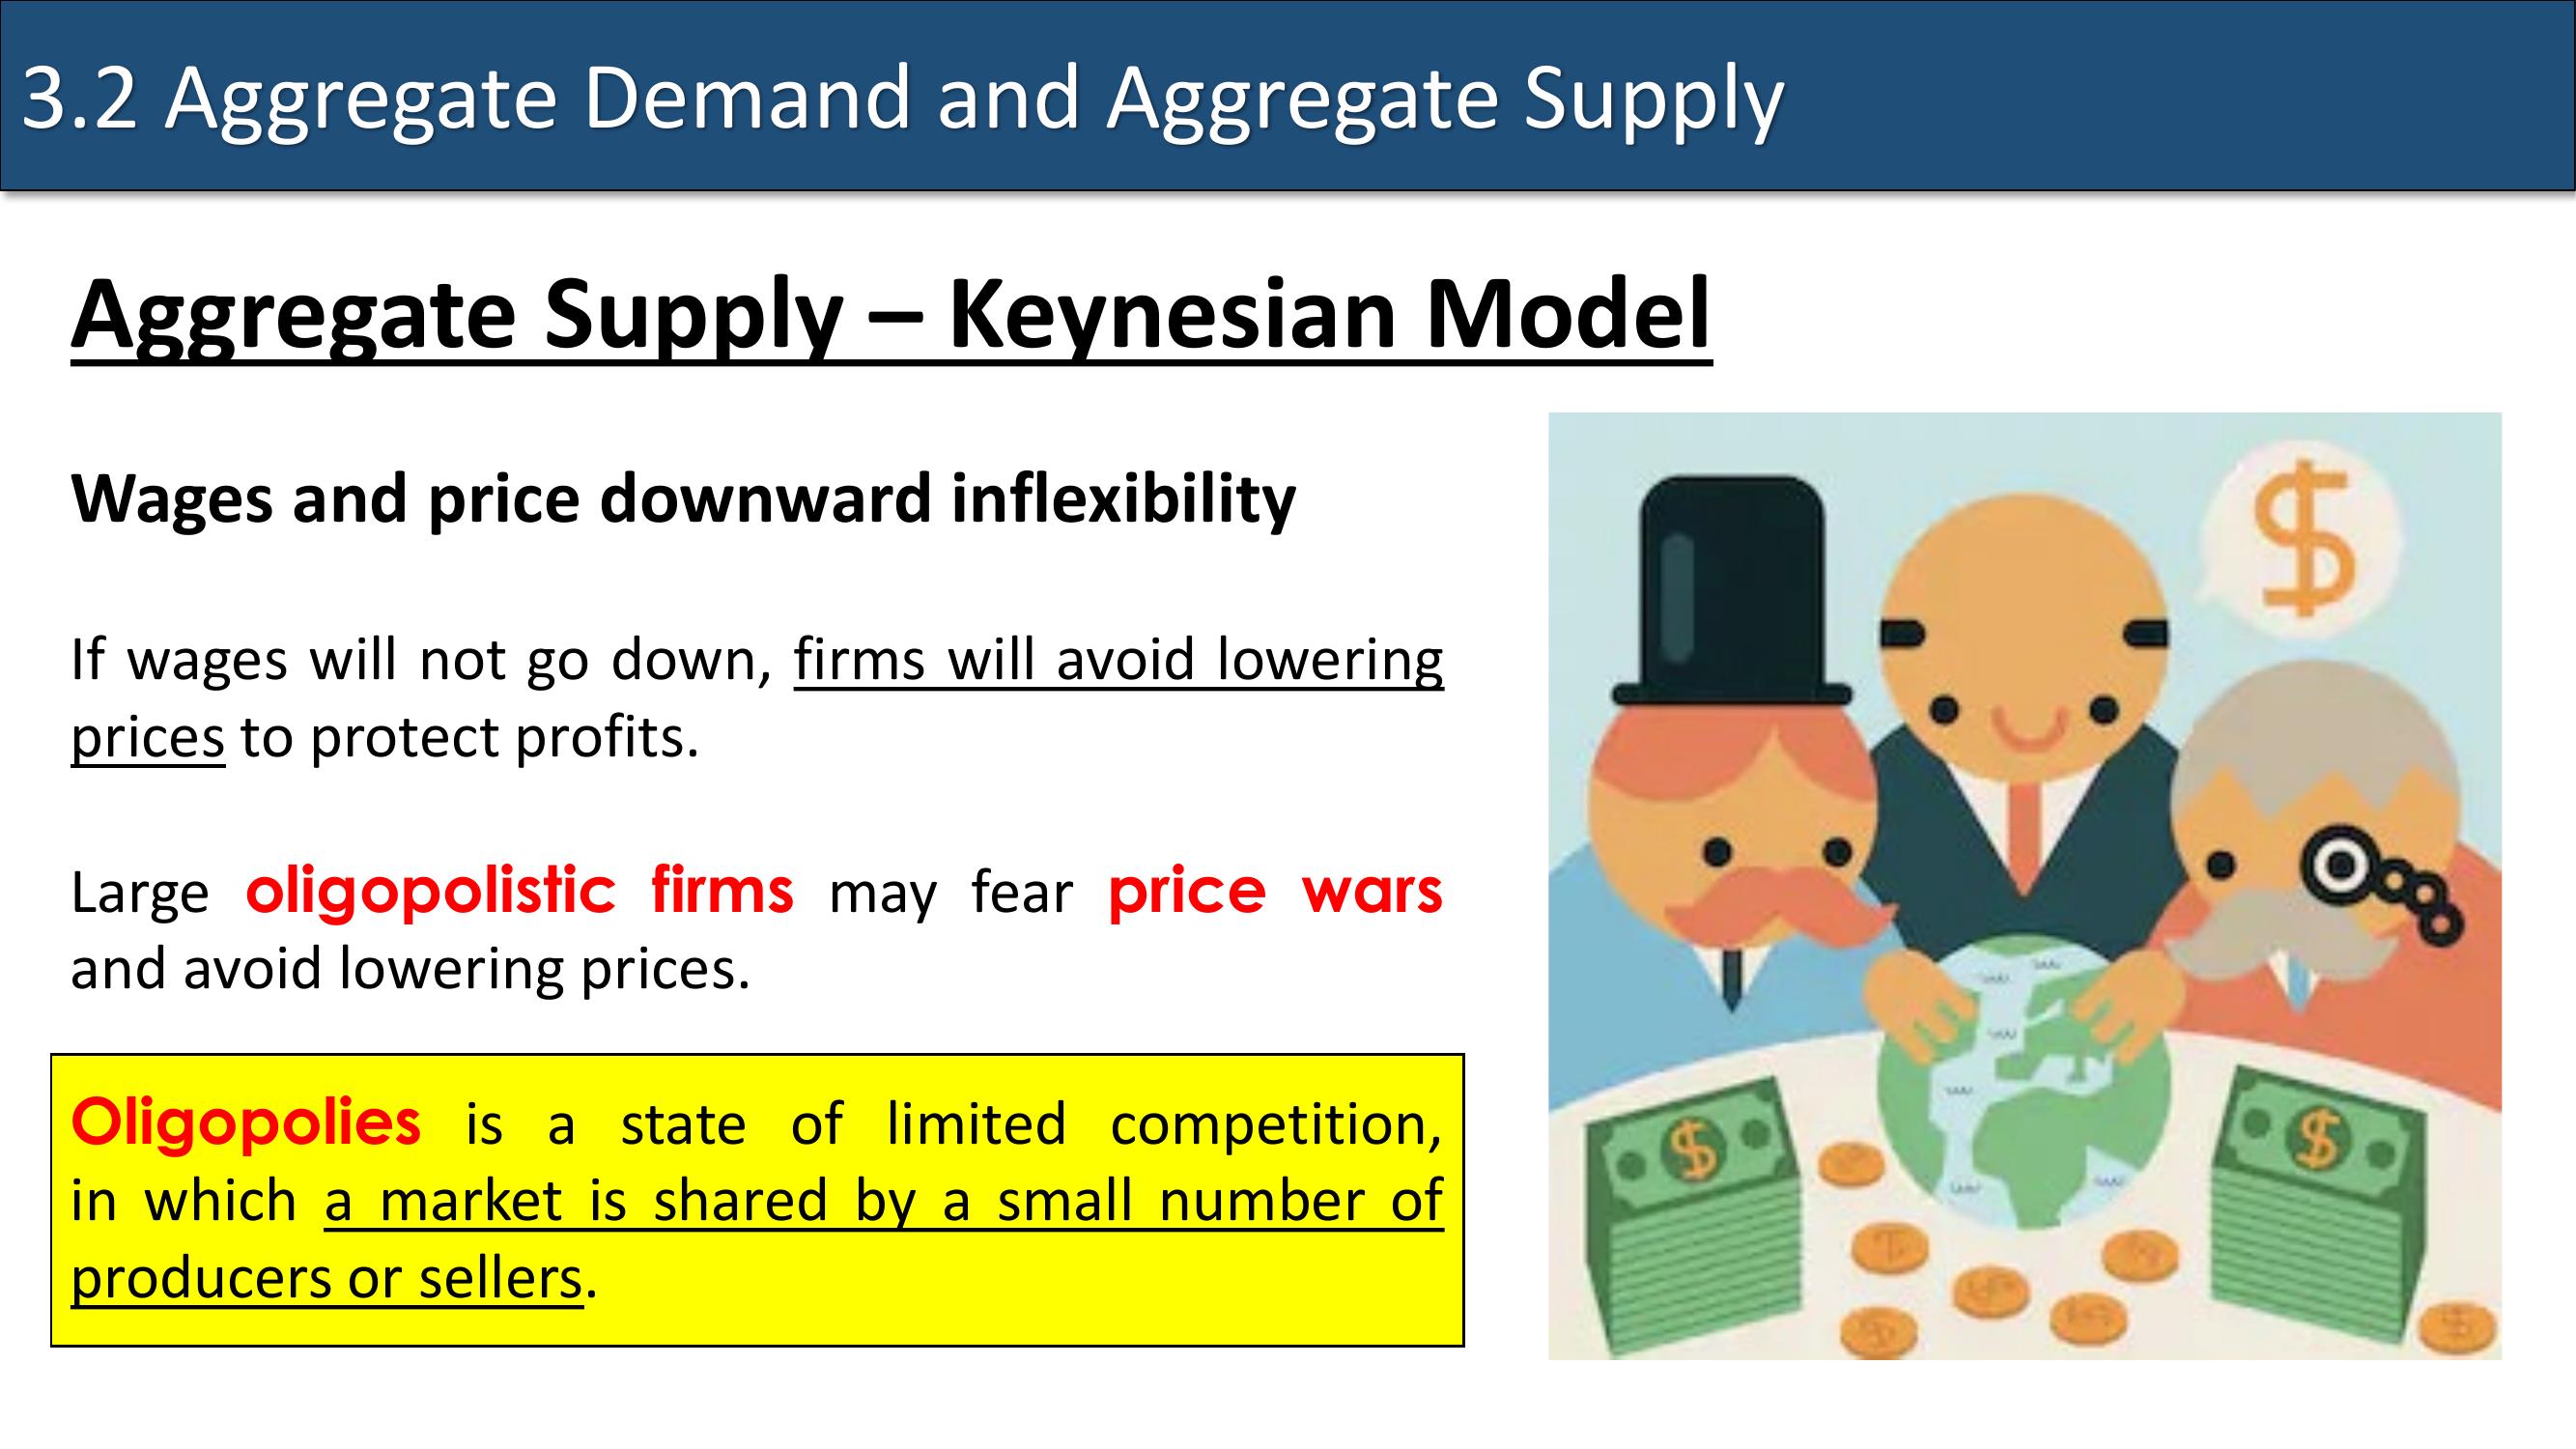 3.2 Aggregate Demand and Aggregate Supply
Aggregate Supply – Keynesian Model
Wages and price downward inflexibility
If wages will not go down, firms will avoid lowering
prices to protect profits.
Large oligopolistic firms may fear price wars
and avoid lowering prices.
Oligopolies is a state of limited competition,
in which a market is shared by a small number of
producers or sellers.
$
$
$